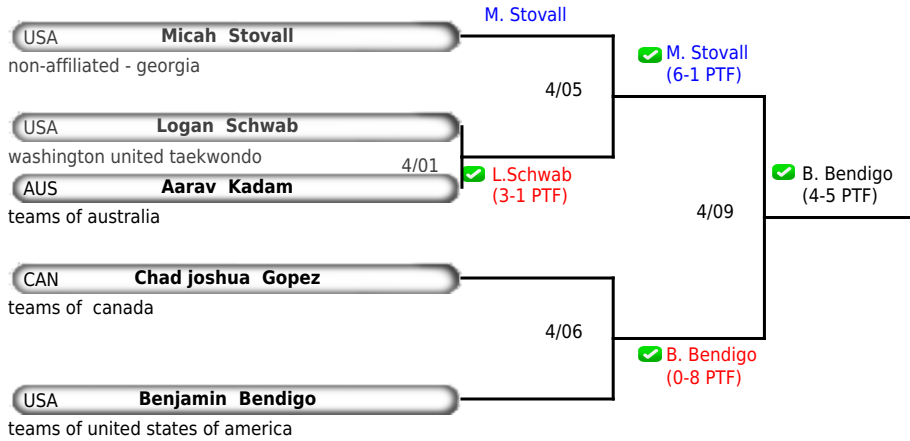 M. Stovall
USA Micah Stovall
non-affiliated - georgia
M. Stovall
(6-1 PTF)
4/05
USA Logan Schwab
washington united taekwondo
4/01
L.Schwab
(3-1 PTF)
AUS Aarav Kadam
teams of australia
B. Bendigo
(4-5 PTF)
4/09
CAN Chad joshua Gopez
teams of canada
4/06
B. Bendigo
(0-8 PTF)
USA Benjamin Bendigo
teams of united states of america